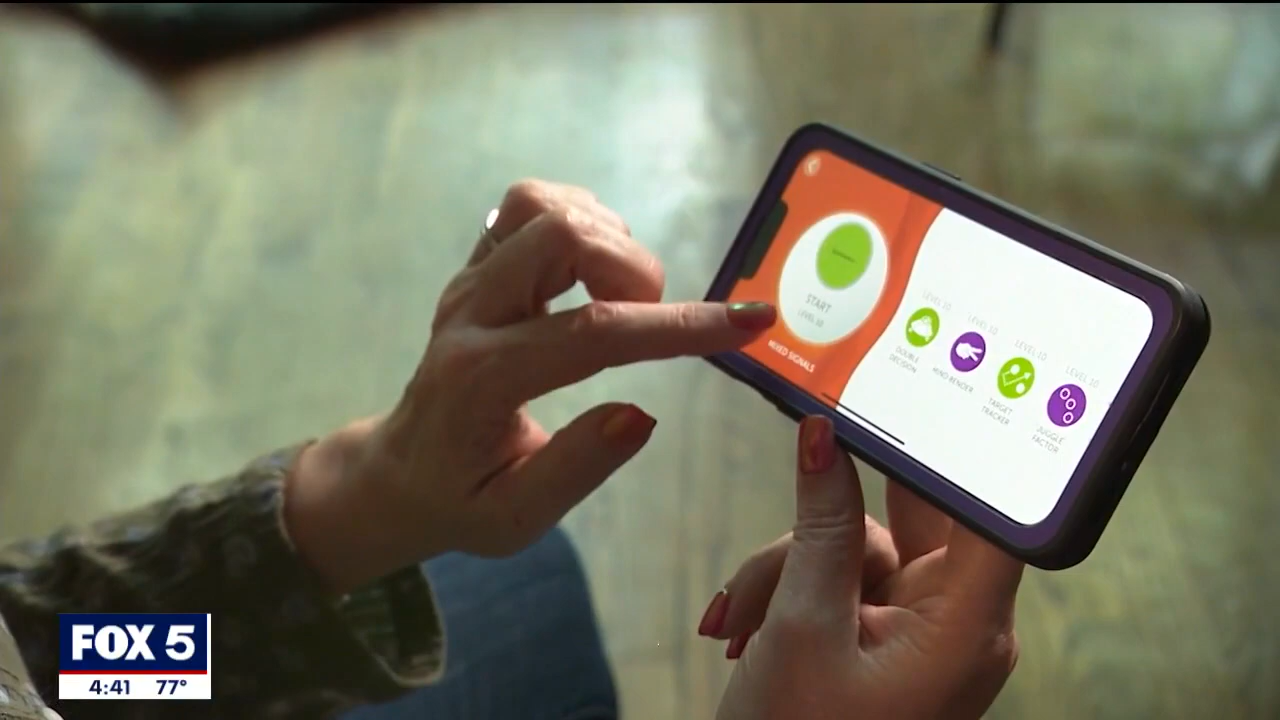 START
LEVEL 10
MIXED SIGNALS
LEVEL 10
DOUBLE
DECISION
LEVEL 10
MIND BENDER
LEVEL 10
TARGET
TRACKER
LEVEL 10
JUGGLE
FACTOR
FOX 5
4:41 77°